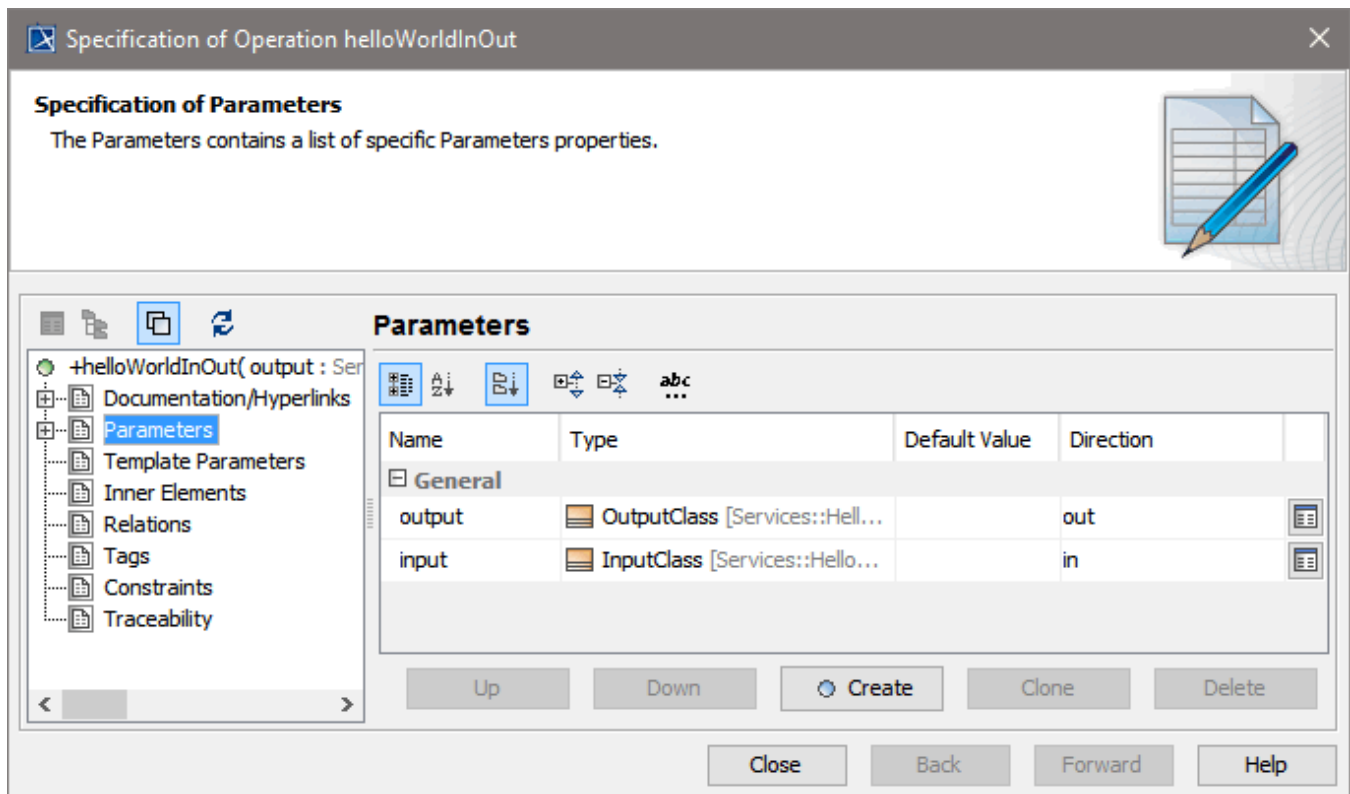 Specification of Operation helloWorldInOut
Specification of Parameters
The Parameters contains a list of specific Parameters properties.
Parameters
+helloWorldInOut( output : Ser
Documentation/Hyperlinks
Parameters
Template Parameters
Inner Elements
Relations
Tags
Constraints
Traceability
abc
Name Type Default Value Direction
General
output OutputClass [Services::Hell... out
input InputClass [Services::Hello... in
Up Down Create Clone Delete
Close Back Forward Help